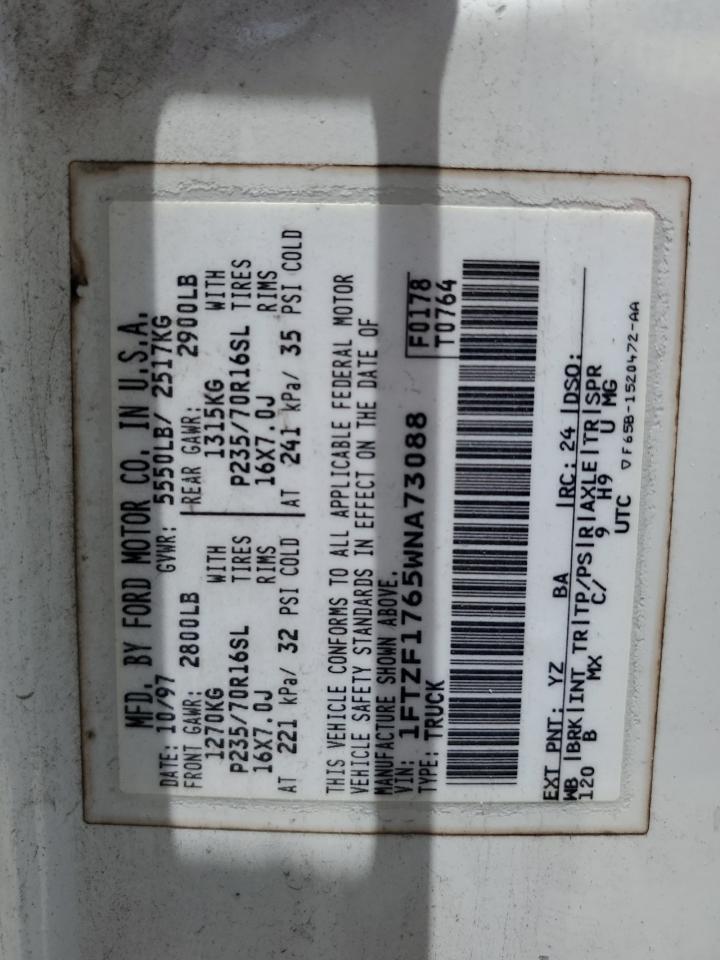 MFD. BY FORD MOTOR CO. IN U.S.A.
DATE: 10/97 GVWR: 5550LB/ 2517KG
FRONT GAWR: 2800LB REAR GAWR: 2900LB
1270KG WITH 1315KG WITH
P235/70R16SL TIRES P235/70R16SL TIRES
16X7.0J RIMS 16X7.0J RIMS
AT 221 kPa/ 32 PSI COLD AT 241 kPa/ 35 PSI COLD
THIS VEHICLE CONFORMS TO ALL APPLICABLE FEDERAL MOTOR
VEHICLE SAFETY STANDARDS IN EFFECT ON THE DATE OF
MANUFACTURE SHOWN ABOVE.
VIN: 1FTZF1765WNA73088 F0178
TYPE: TRUCK T0764
EXT PNT: YZ BA RC: 24 DSO:
WB BRK INT TR TP/PS R AXLE TR SPR
120 B MX C/ 9 H9 U MG
UTC ▽F65B-1520472-AA